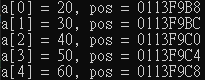 a[0] = 20, pos = 0113F9B8
a[1] = 30, pos = 0113F9BC
a[2] = 40, pos = 0113F9C0
a[3] = 50, pos = 0113F9C4
a[4] = 60, pos = 0113F9C8